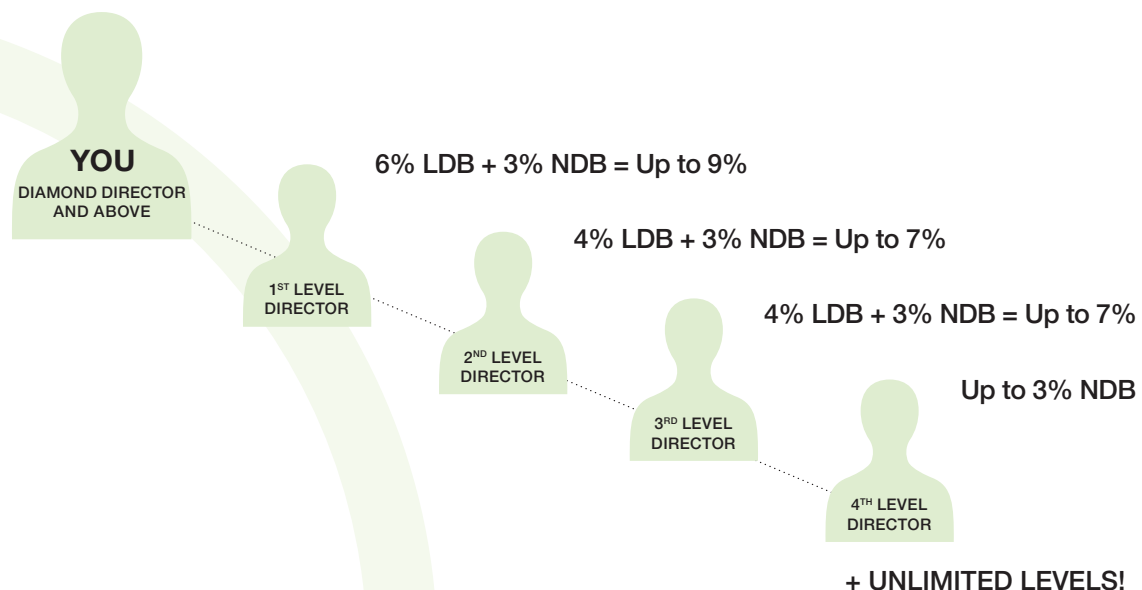 YOU
DIAMOND DIRECTOR
AND ABOVE
6% LDB + 3% NDB = Up to 9%
1ST LEVEL
DIRECTOR
4% LDB + 3% NDB = Up to 7%
2ND LEVEL
DIRECTOR
4% LDB + 3% NDB = Up to 7%
3RD LEVEL
DIRECTOR
Up to 3% NDB
4TH LEVEL
DIRECTOR
+ UNLIMITED LEVELS!